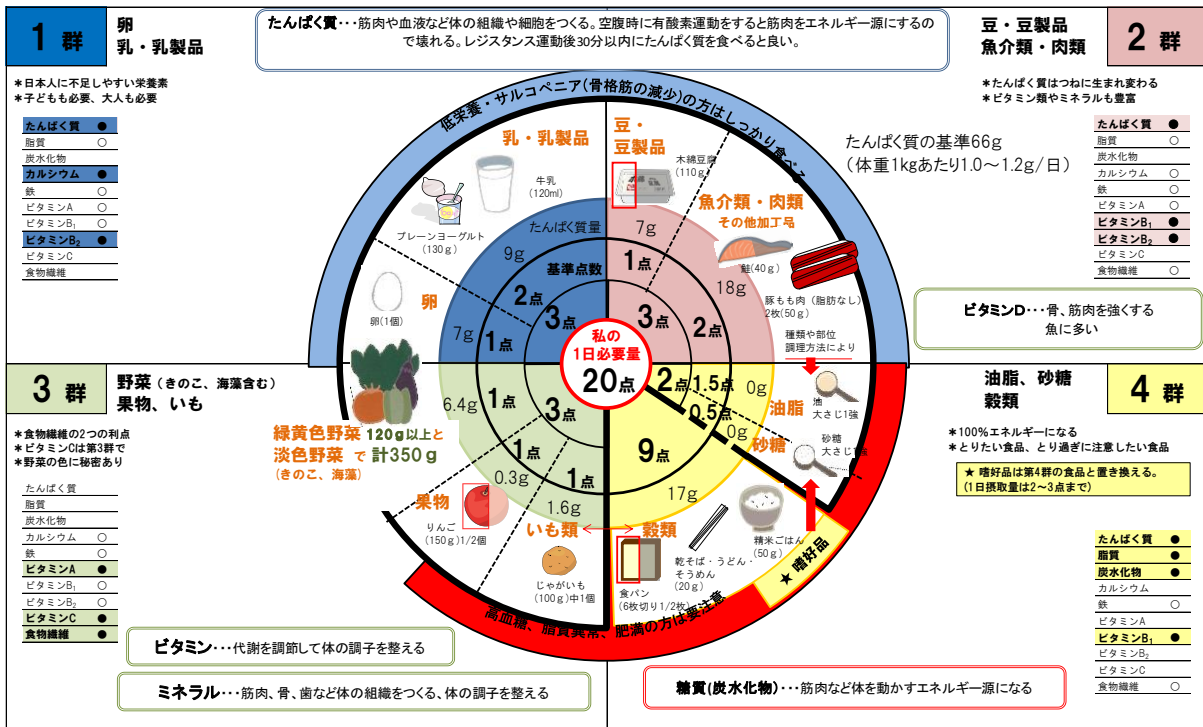 1 群
卵
乳・乳製品
たんぱく質･･･筋肉や血液など体の組織や細胞をつくる。空腹時に有酸素運動をすると筋肉をエネルギー源にするの
で壊れる。レジスタンス運動後30分以内にたんぱく質を食べると良い。
豆・豆製品
魚介類・肉類
2 群
＊日本人に不足しやすい栄養素
＊子どもも必要、大人も必要
たんぱく質 ●
脂質 ○
炭水化物
カルシウム ●
鉄 ○
ビタミンA ○
ビタミンB₁ ○
ビタミンB₂ ●
ビタミンC
食物繊維
＊たんぱく質はつねに生まれ変わる
＊ビタミン類やミネラルも豊富
たんぱく質 ●
脂質 ○
炭水化物
カルシウム ○
鉄 ○
ビタミンA ○
ビタミンB₁ ●
ビタミンB₂ ●
ビタミンC
食物繊維 ○
たんぱく質の基準66g
(体重1kgあたり1.0～1.2g/日)
ビタミンD･･･骨、筋肉を強くする
魚に多い
低栄養・サルコペニア(骨格筋の減少)の方はしっかり食べる
乳・乳製品
牛乳
(120ml)
プレーンヨーグルト
(130g)
卵
卵(1個)
豆・
豆製品
木綿豆腐
(110g)
魚介類・肉類
その他加工品
鮭(40g)
豚もも肉 (脂肪なし)
2枚(50g)
種類や部位
調理方法により
たんぱく質量
9g
7g
7g
18g
基準点数
2点
1点
3点
1点
2点
3点
私の
1日必要量
20点
3 群
野菜 (きのこ、海藻含む)
果物、いも
＊食物繊維の2つの利点
＊ビタミンCは第3群で
＊野菜の色に秘密あり
たんぱく質
脂質
炭水化物
カルシウム ○
鉄 ○
ビタミンA ●
ビタミンB₁ ○
ビタミンB₂ ○
ビタミンC ●
食物繊維 ●
緑黄色野菜 120g以上と
淡色野菜 で 計350g
(きのこ、海藻)
6.4g
1点
3点
1点
1点
0.3g
1.6g
果物
りんご
(150g)1/2個
いも類
じゃがいも
(100g)中1個
2点
1.5点
0.5点
9点
0g
0g
17g
油脂
油
大さじ1強
砂糖
砂糖
大さじ1強
穀類
食パン
(6枚切り1/2枚)
乾そば・うどん・
そうめん
(20g)
精米ごはん
(50g)
★ 嗜好品
高血糖、脂質異常、肥満の方は要注意
油脂、砂糖
穀類
4 群
＊100%エネルギーになる
＊とりたい食品、とり過ぎに注意したい食品
★ 嗜好品は第4群の食品と置き換える。
(1日摂取量は2～3点まで)
たんぱく質 ●
脂質 ●
炭水化物 ●
カルシウム
鉄 ○
ビタミンA
ビタミンB₁ ●
ビタミンB₂
ビタミンC
食物繊維 ○
ビタミン･･･代謝を調節して体の調子を整える
ミネラル･･･筋肉、骨、歯など体の組織をつくる、体の調子を整える
糖質(炭水化物)･･･筋肉など体を動かすエネルギー源になる